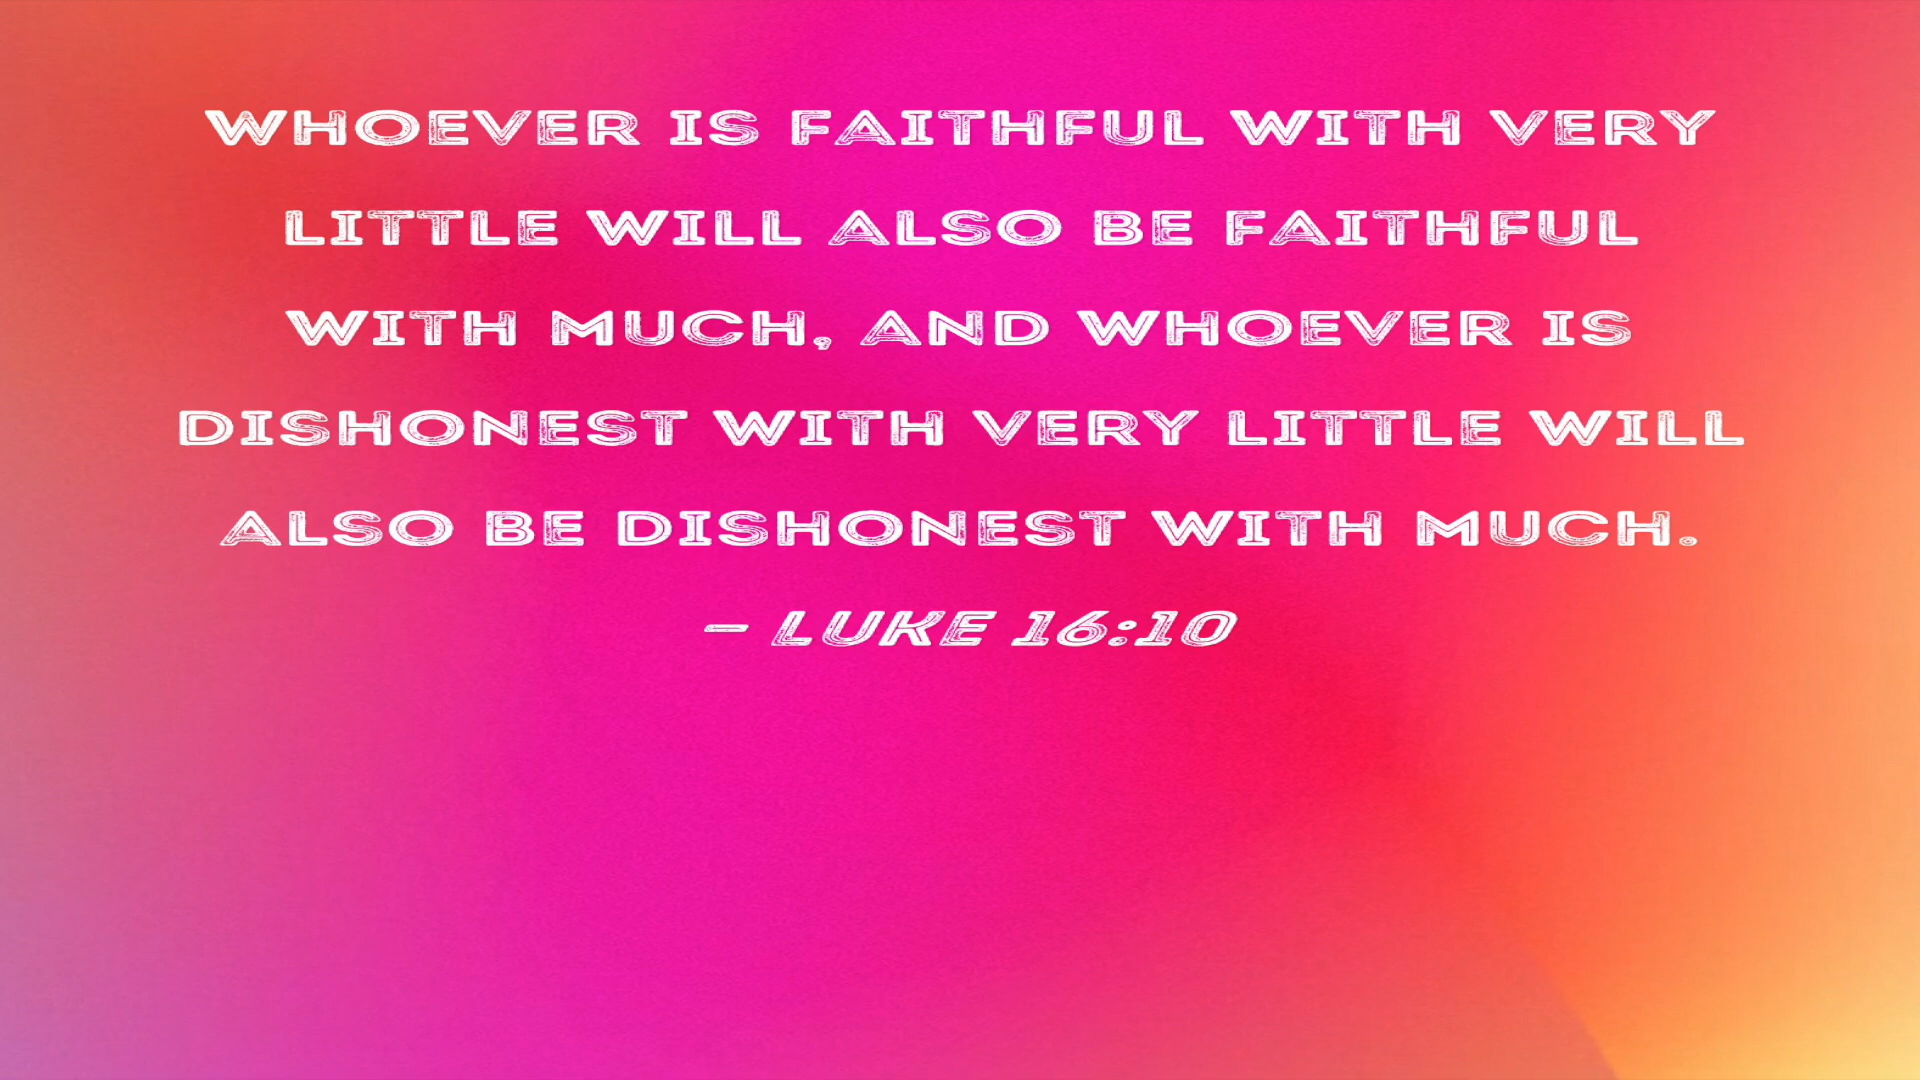 WHOEVER IS FAITHFUL WITH VERY
LITTLE WILL ALSO BE FAITHFUL
WITH MUCH, AND WHOEVER IS
DISHONEST WITH VERY LITTLE WILL
ALSO BE DISHONEST WITH MUCH.
– LUKE 16:10